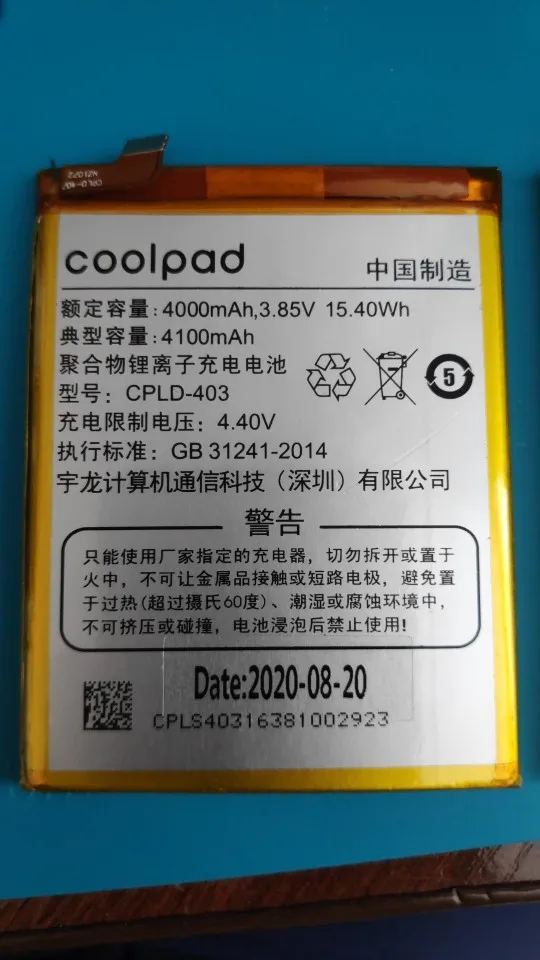 coolpad
中国制造
额定容量: 4000mAh,3.85V 15.40Wh
典型容量: 4100mAh
聚合物锂离子充电电池
5
型号: CPLD-403
充电限制电压: 4.40V
执行标准: GB 31241-2014
宇龙计算机通信科技（深圳）有限公司
警告
只能使用厂家指定的充电器，切勿拆开或置于
火中，不可让金属品接触或短路电极，避免置
于过热(超过摄氏60度)、潮湿或腐蚀环境中，
不可挤压或碰撞，电池浸泡后禁止使用!
Date:2020-08-20
CPLS40316381002923